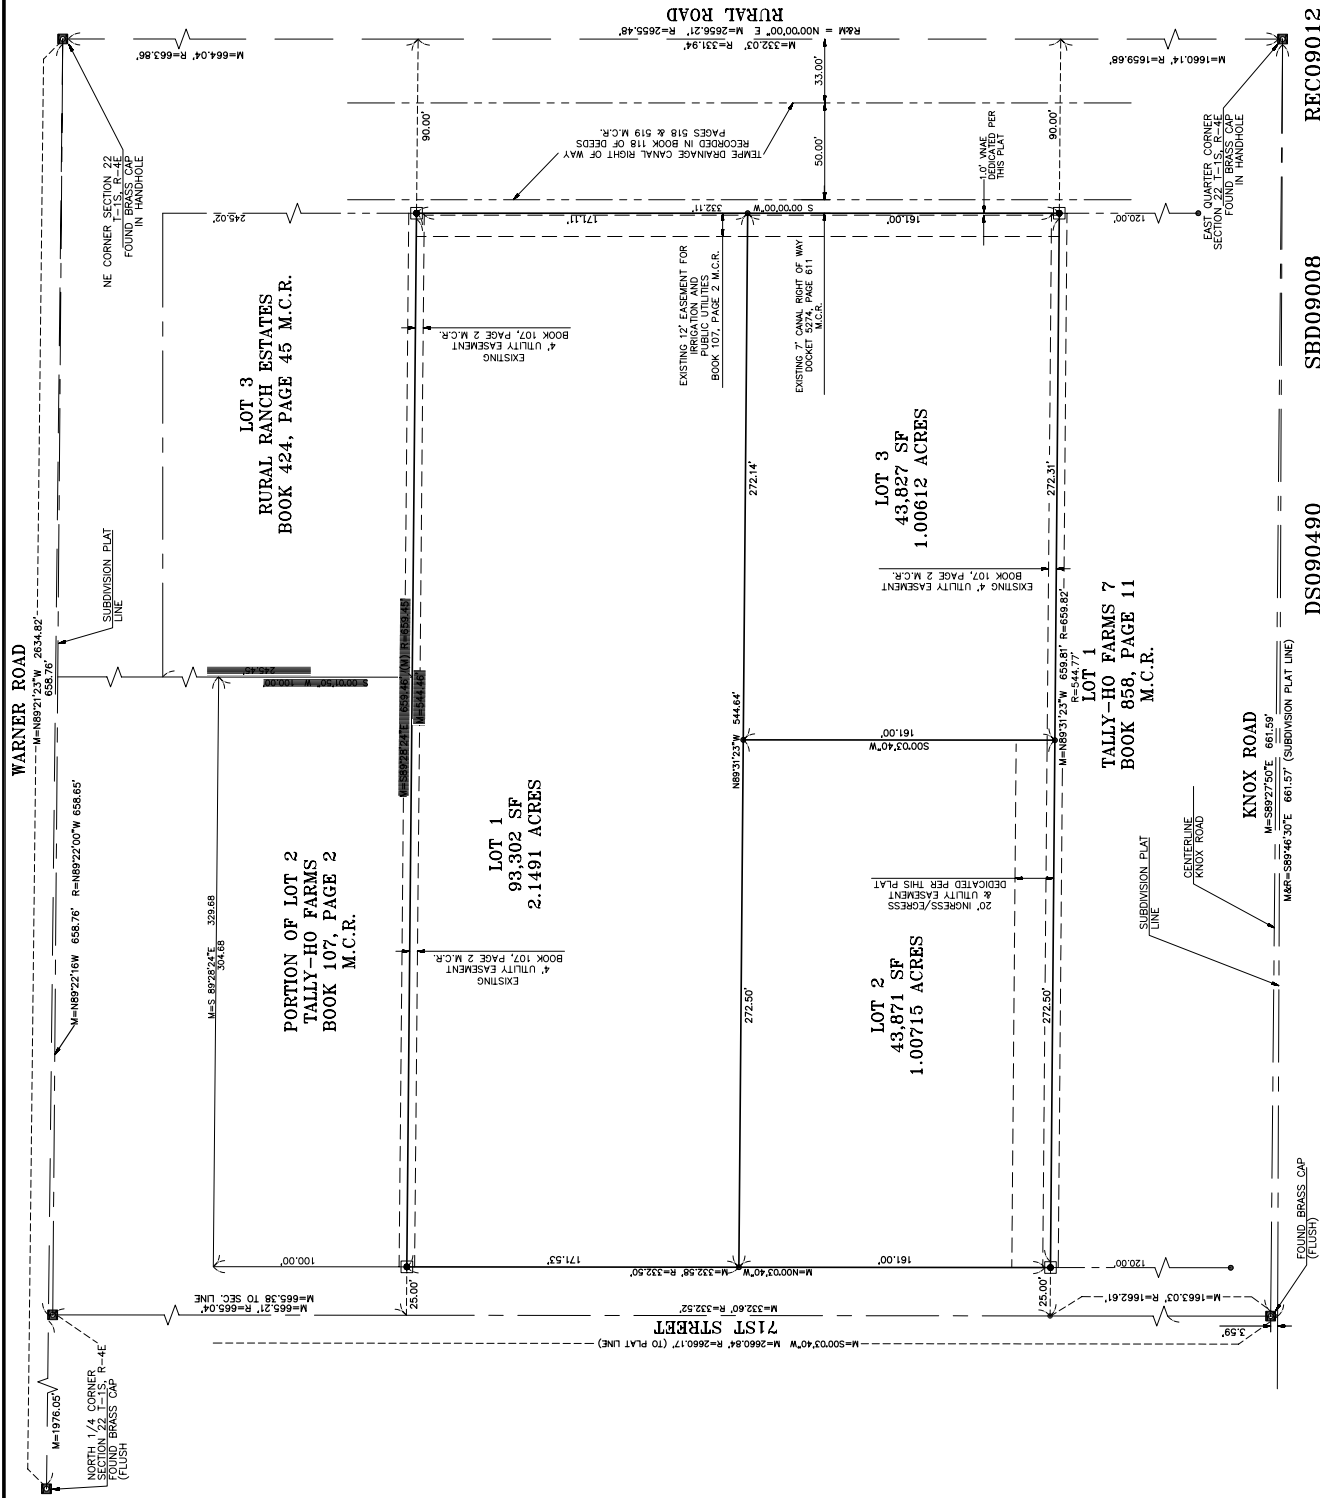 WARNER ROAD
M=N89°21'23"W 2634.82'
658.76'
M=N89°22'16W 658.76' R=N89°22'00"W 658.65'
M=1976.05'
NORTH 1/4 CORNER
SECTION 22 T-1S, R-4E
FOUND BRASS CAP
(FLUSH)
SUBDIVISION PLAT
LINE
NE CORNER SECTION 22
T-1S, R-4E
FOUND BRASS CAP
IN HANDHOLE
M=664.04' R=663.86'
RURAL ROAD
R&M = N00°00'00" E M=2656.21' R=2655.48'
M=332.03' R=331.94'
M=1660.14' R=1659.68'
90.00'
33.00'
50.00'
90.00'
TEMPE DRAINAGE CANAL RIGHT OF WAY
RECORDED IN BOOK 118 OF DEEDS
PAGES 518 & 519 M.C.R.
1.0' VNAE
DEDICATED PER
THIS PLAT
EAST QUARTER CORNER
SECTION 22 T-1S, R-4E
FOUND BRASS CAP
IN HANDHOLE
245.02'
171.11'
332.11'
S 00°00'00"W
161.00'
120.00'
LOT 3
RURAL RANCH ESTATES
BOOK 424, PAGE 45 M.C.R.
EXISTING
4' UTILITY EASEMENT
BOOK 107, PAGE 2 M.C.R.
EXISTING 12' EASEMENT FOR
IRRIGATION AND
PUBLIC UTILITIES
BOOK 107, PAGE 2 M.C.R.
EXISTING 7' CANAL RIGHT OF WAY
DOCKET 5274, PAGE 611
M.C.R.
272.14'
LOT 3
43,827 SF
1.00612 ACRES
272.31'
EXISTING 4' UTILITY EASEMENT
BOOK 107, PAGE 2 M.C.R.
245.45'
S 00°01'50" W 100.00
M=S89°28'24"E 659.46'(M) R=659.45'
M=544.46'
M=S 89°28'24"E 329.68
304.68
PORTION OF LOT 2
TALLY-HO FARMS
BOOK 107, PAGE 2
M.C.R.
LOT 1
93,302 SF
2.1491 ACRES
EXISTING
4' UTILITY EASEMENT
BOOK 107, PAGE 2 M.C.R.
N89°31'23"W 544.64'
161.00'
S00°03'40"W
M=N89°31'23"W 659.81' R=659.82'
R=544.77'
LOT 1
TALLY-HO FARMS 7
BOOK 858, PAGE 11
M.C.R.
20' INGRESS/EGRESS
& UTILITY EASEMENT
DEDICATED PER THIS PLAT
272.50'
LOT 2
43,871 SF
1.00715 ACRES
272.50'
SUBDIVISION PLAT
LINE
CENTERLINE
KNOX ROAD
KNOX ROAD
M=S89°27'50"E 661.59'
M&R=S89°46'30"E 661.57' (SUBDIVISION PLAT LINE)
100.00'
171.53'
M=N00°03'40"W M=332.58' R=332.50'
161.00'
120.00'
25.00'
25.00'
M=665.38 TO SEC. LINE
M=665.21' R=665.04'
M=332.60' R=332.52'
71ST STREET
M=S00°03'40"W M=2660.84' R=2660.17' (TO PLAT LINE)
M=1663.03' R=1662.61'
3.59'
FOUND BRASS CAP
(FLUSH)
DS090490
SBD09008
REC09012